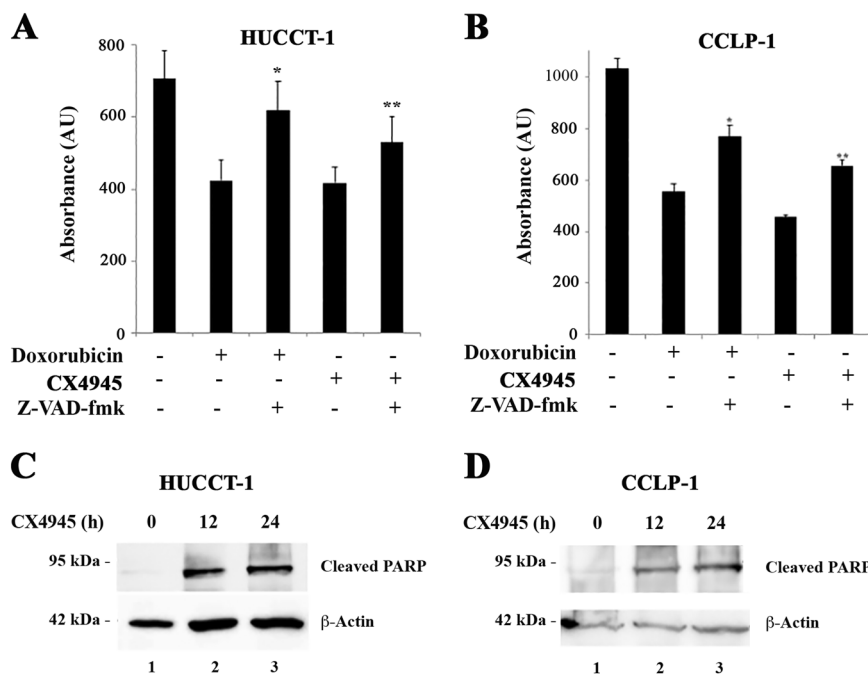 A
HUCCT-1
Absorbance (AU)
800
600
400
200
0
*
**
Doxorubicin - + + - -
CX4945 - - - + +
Z-VAD-fmk - - + - +
B
CCLP-1
Absorbance (AU)
1000
800
600
400
200
0
*
**
Doxorubicin - + + - -
CX4945 - - - + +
Z-VAD-fmk - - + - +
C
HUCCT-1
CX4945 (h) 0 12 24
95 kDa - Cleaved PARP
42 kDa - β-Actin
1 2 3
D
CCLP-1
CX4945 (h) 0 12 24
95 kDa - Cleaved PARP
42 kDa - β-Actin
1 2 3